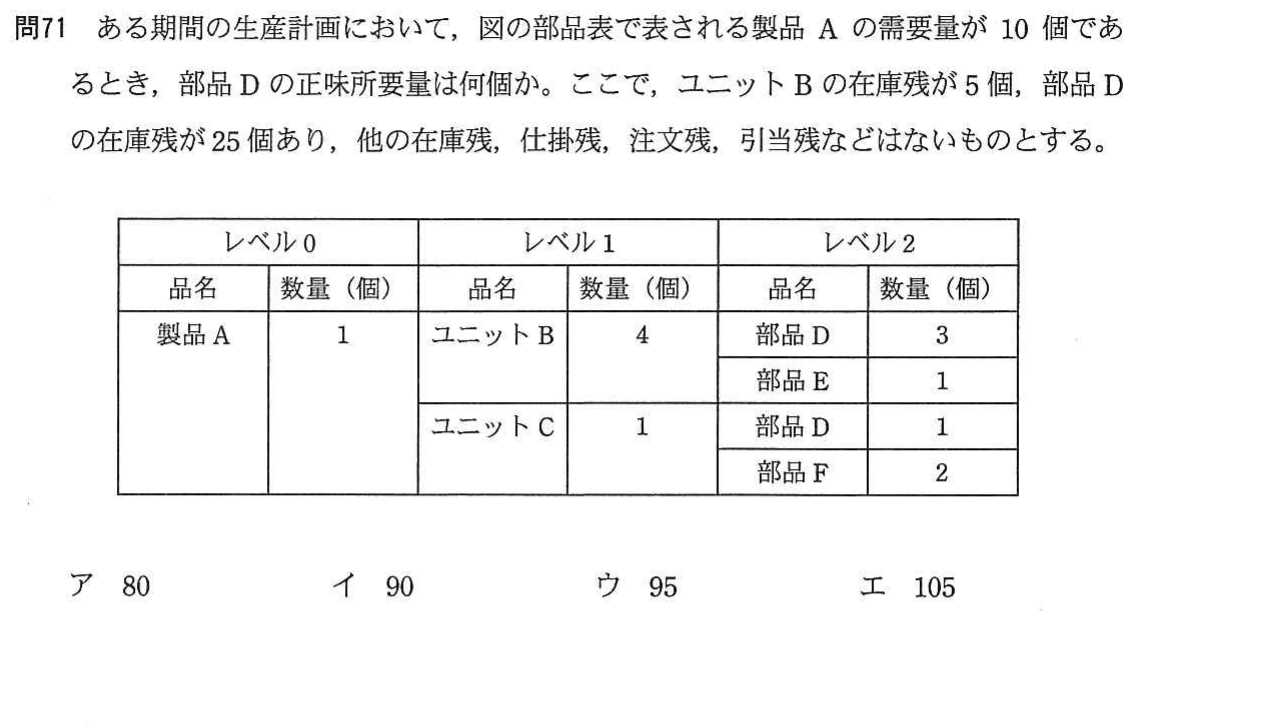 問71 ある期間の生産計画において，図の部品表で表される製品 A の需要量が 10 個であ
るとき，部品 D の正味所要量は何個か。ここで，ユニット B の在庫残が 5 個，部品 D
の在庫残が 25 個あり，他の在庫残，仕掛残，注文残，引当残などはないものとする。
レベル 0 レベル 1 レベル 2
品名 数量（個） 品名 数量（個） 品名 数量（個）
製品 A 1 ユニット B 4 部品 D 3
部品 E 1
ユニット C 1 部品 D 1
部品 F 2
ア 80 イ 90 ウ 95 エ 105